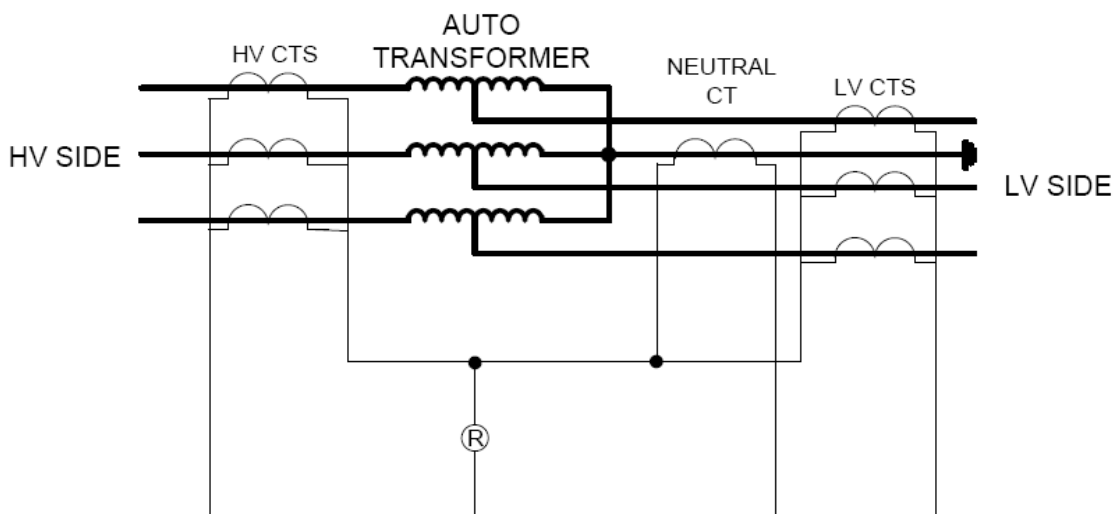 AUTO
TRANSFORMER
HV CTS
NEUTRAL
CT
LV CTS
HV SIDE
LV SIDE
R